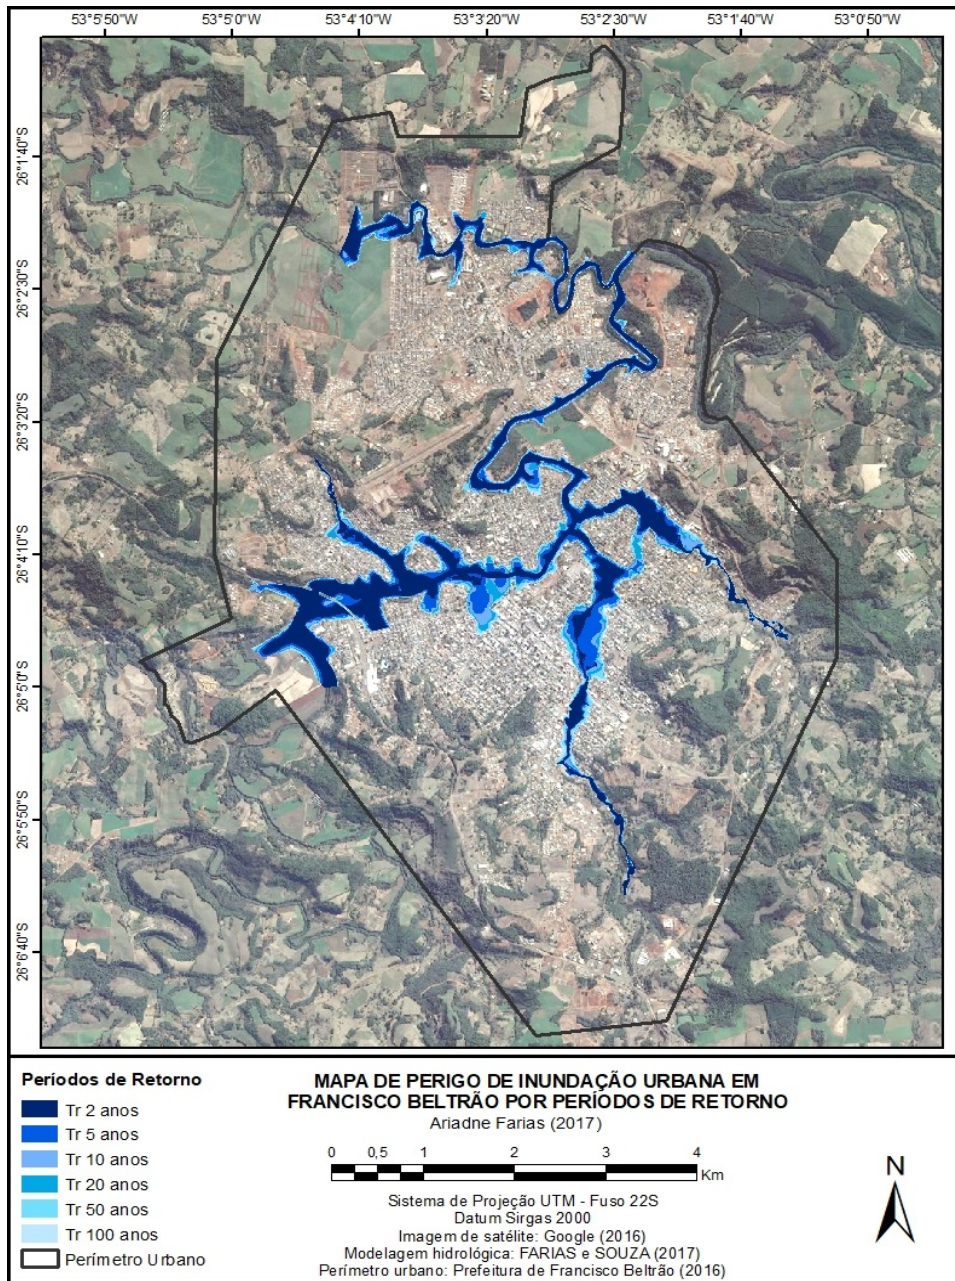 53°5'50"W 53°5'0"W 53°4'10"W 53°3'20"W 53°2'30"W 53°1'40"W 53°0'50"W
26°1'40"S
26°2'30"S
26°3'20"S
26°4'10"S
26°5'0"S
26°5'50"S
26°6'40"S
Períodos de Retorno
Tr 2 anos
Tr 5 anos
Tr 10 anos
Tr 20 anos
Tr 50 anos
Tr 100 anos
Perímetro Urbano
MAPA DE PERIGO DE INUNDAÇÃO URBANA EM
FRANCISCO BELTRÃO POR PERÍODOS DE RETORNO
Ariadne Farias (2017)
0 0,5 1 2 3 4
Km
Sistema de Projeção UTM - Fuso 22S
Datum Sirgas 2000
Imagem de satélite: Google (2016)
Modelagem hidrológica: FARIAS e SOUZA (2017)
Perímetro urbano: Prefeitura de Francisco Beltrão (2016)
N